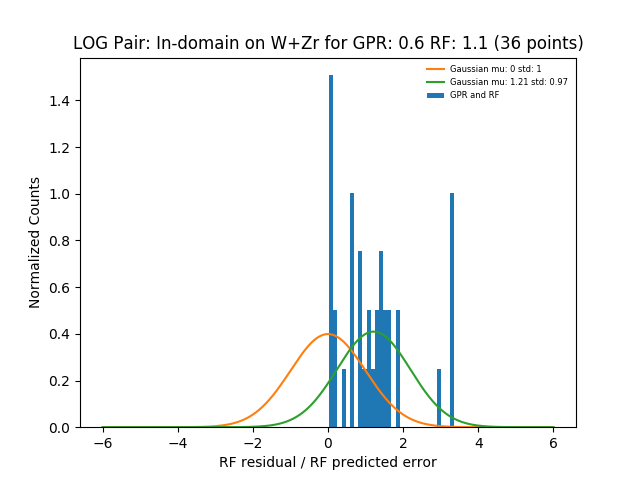 LOG Pair: In-domain on W+Zr for GPR: 0.6 RF: 1.1 (36 points)
Gaussian mu: 0 std: 1
Gaussian mu: 1.21 std: 0.97
GPR and RF
Normalized Counts
1.4
1.2
1.0
0.8
0.6
0.4
0.2
0.0
−6 −4 −2 0 2 4 6
RF residual / RF predicted error